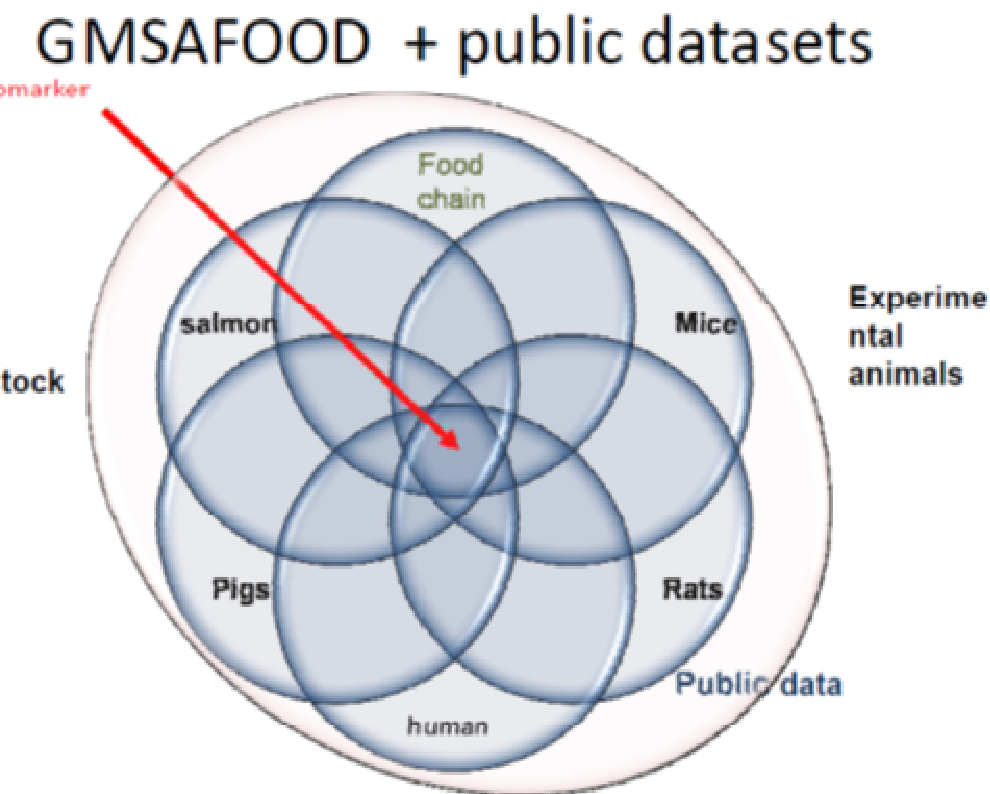 GMSAFOOD + public datasets
omarker
Food
chain
salmon
Mice
Experime
ntal
animals
tock
Pigs
Rats
Public data
human